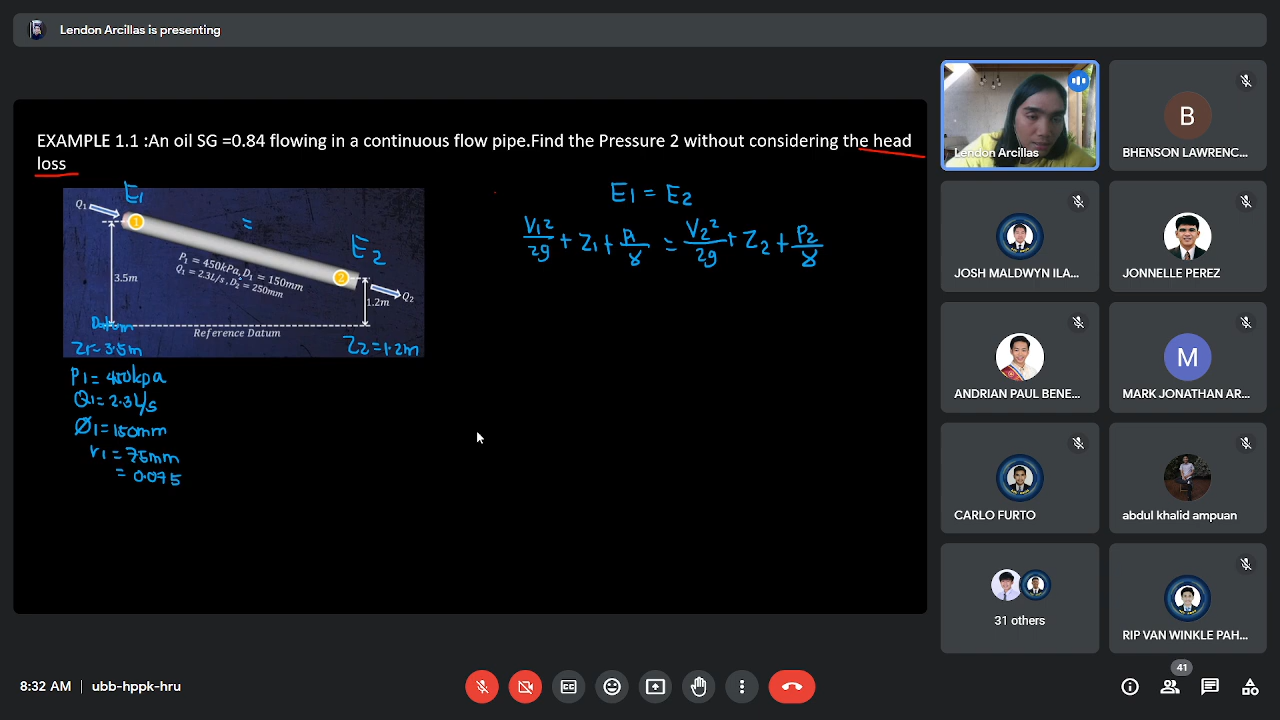 Lendon Arcillas is presenting
EXAMPLE 1.1 :An oil SG =0.84 flowing in a continuous flow pipe.Find the Pressure 2 without considering the head
loss
E1
Q1
1
=
E2
P1 = 450kPa, D1 = 150mm
Q1 = 2.3L/s , D2 = 250mm
2
Q2
3.5m
1.2m
Datum
Reference Datum
Z1=3.5m
Z2=1.2m
P1= 450kpa
Q1= 2.3L/s
Ø1= 150mm
r1 = 75mm
= 0.075
E1 = E2
V1²/2g + Z1 + P1/γ = V2²/2g + Z2 + P2/γ
Lendon Arcillas
B
BHENSON LAWRENC...
JOSH MALDWYN ILA...
JONNELLE PEREZ
ANDRIAN PAUL BENE...
M
MARK JONATHAN AR...
CARLO FURTO
abdul khalid ampuan
31 others
RIP VAN WINKLE PAH...
8:32 AM | ubb-hppk-hru
41